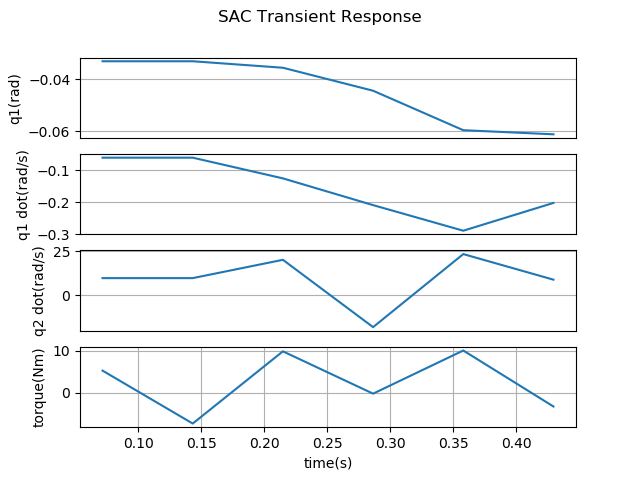 SAC Transient Response
q1(rad)
−0.04
−0.06
q1 dot(rad/s)
−0.1
−0.2
−0.3
q2 dot(rad/s)
25
0
torque(Nm)
10
0
0.10 0.15 0.20 0.25 0.30 0.35 0.40
time(s)